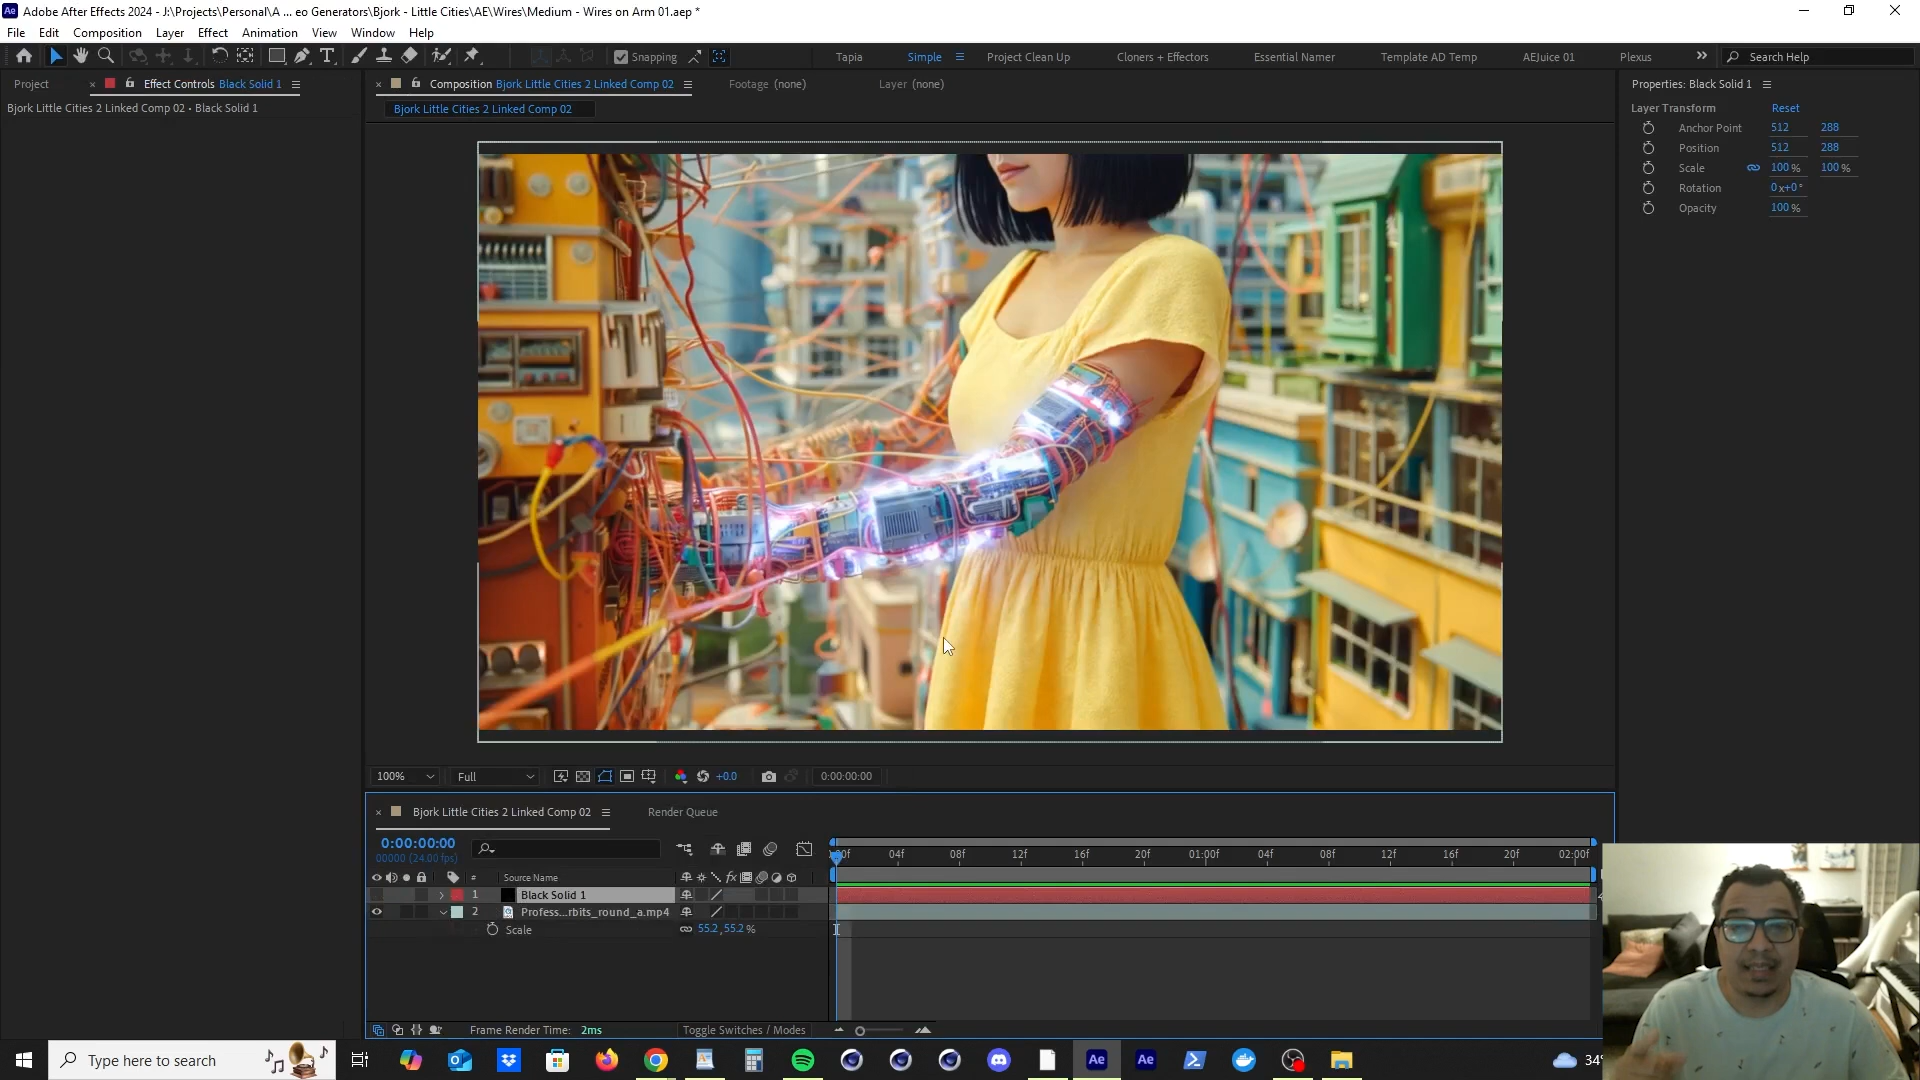 Ae Adobe After Effects 2024 - J:\Projects\Personal\A ... eo Generators\Bjork - Little Cities\AE\Wires\Medium - Wires on Arm 01.aep *
File Edit Composition Layer Effect Animation View Window Help
Snapping Tapia Simple Project Clean Up Cloners + Effectors Essential Namer Template AD Temp AEJuice 01 Plexus Search Help
Project Effect Controls Black Solid 1 Composition Bjork Little Cities 2 Linked Comp 02 Footage (none) Layer (none) Properties: Black Solid 1
Bjork Little Cities 2 Linked Comp 02 • Black Solid 1
Bjork Little Cities 2 Linked Comp 02
Layer Transform Reset
Anchor Point 512 288
Position 512 288
Scale 100 % 100 %
Rotation 0x+0°
Opacity 100 %
100% Full +0.0 0:00:00:00
Bjork Little Cities 2 Linked Comp 02 Render Queue
0:00:00:00
00000 (24.00 fps)
:00f 04f 08f 12f 16f 20f 01:00f 04f 08f 12f 16f 20f 02:00f
# Source Name
1 Black Solid 1
2 Profess...rbits_round_a.mp4
Scale 55.2,55.2 %
Frame Render Time: 2ms Toggle Switches / Modes
Type here to search
Ae Ae
34°